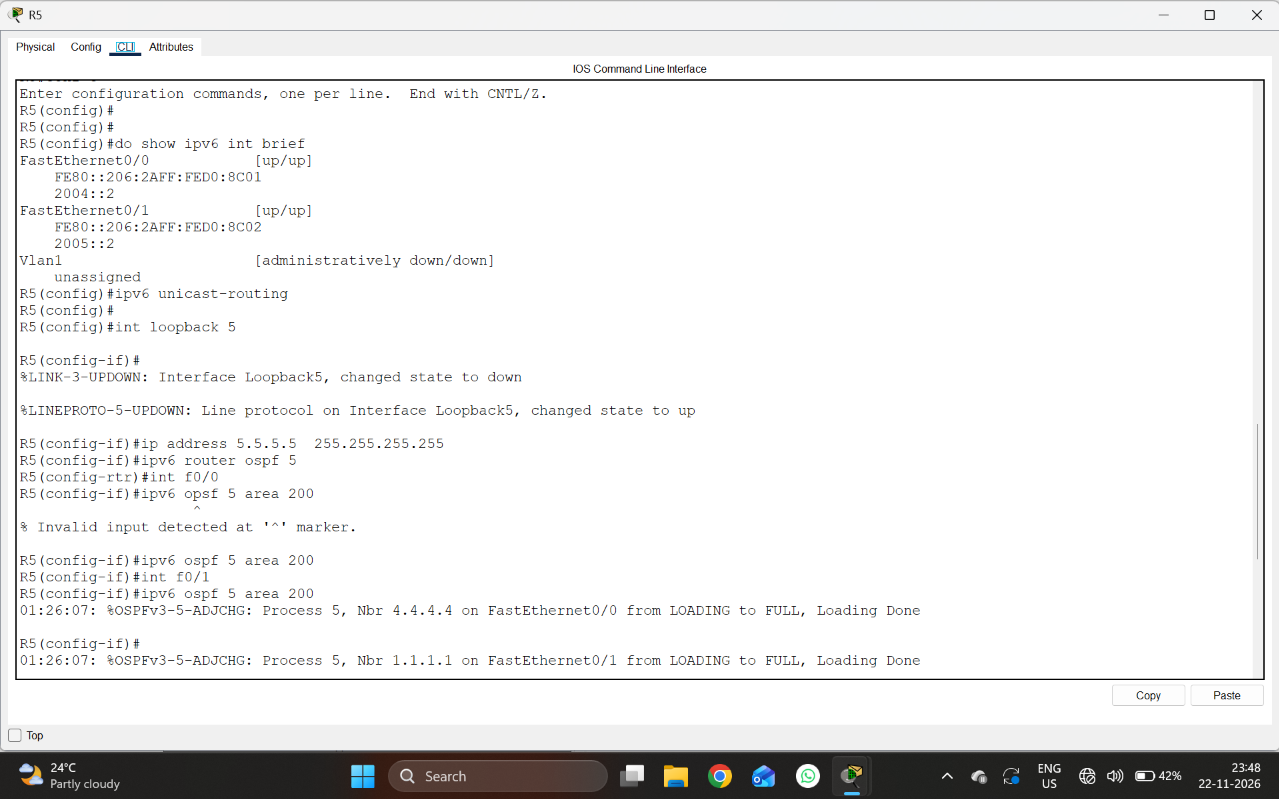 R5
Physical Config CLI Attributes
IOS Command Line Interface
Enter configuration commands, one per line.  End with CNTL/Z.
R5(config)#
R5(config)#
R5(config)#do show ipv6 int brief
FastEthernet0/0            [up/up]
    FE80::206:2AFF:FED0:8C01
    2004::2
FastEthernet0/1            [up/up]
    FE80::206:2AFF:FED0:8C02
    2005::2
Vlan1                      [administratively down/down]
    unassigned
R5(config)#ipv6 unicast-routing
R5(config)#
R5(config)#int loopback 5
R5(config-if)#
%LINK-3-UPDOWN: Interface Loopback5, changed state to down
%LINEPROTO-5-UPDOWN: Line protocol on Interface Loopback5, changed state to up
R5(config-if)#ip address 5.5.5.5  255.255.255.255
R5(config-if)#ipv6 router ospf 5
R5(config-rtr)#int f0/0
R5(config-if)#ipv6 opsf 5 area 200
^
% Invalid input detected at '^' marker.
R5(config-if)#ipv6 ospf 5 area 200
R5(config-if)#int f0/1
R5(config-if)#ipv6 ospf 5 area 200
01:26:07: %OSPFv3-5-ADJCHG: Process 5, Nbr 4.4.4.4 on FastEthernet0/0 from LOADING to FULL, Loading Done
R5(config-if)#
01:26:07: %OSPFv3-5-ADJCHG: Process 5, Nbr 1.1.1.1 on FastEthernet0/1 from LOADING to FULL, Loading Done
Copy Paste
Top
24°C
Partly cloudy
Search
ENG
US
42%
23:48
22-11-2026